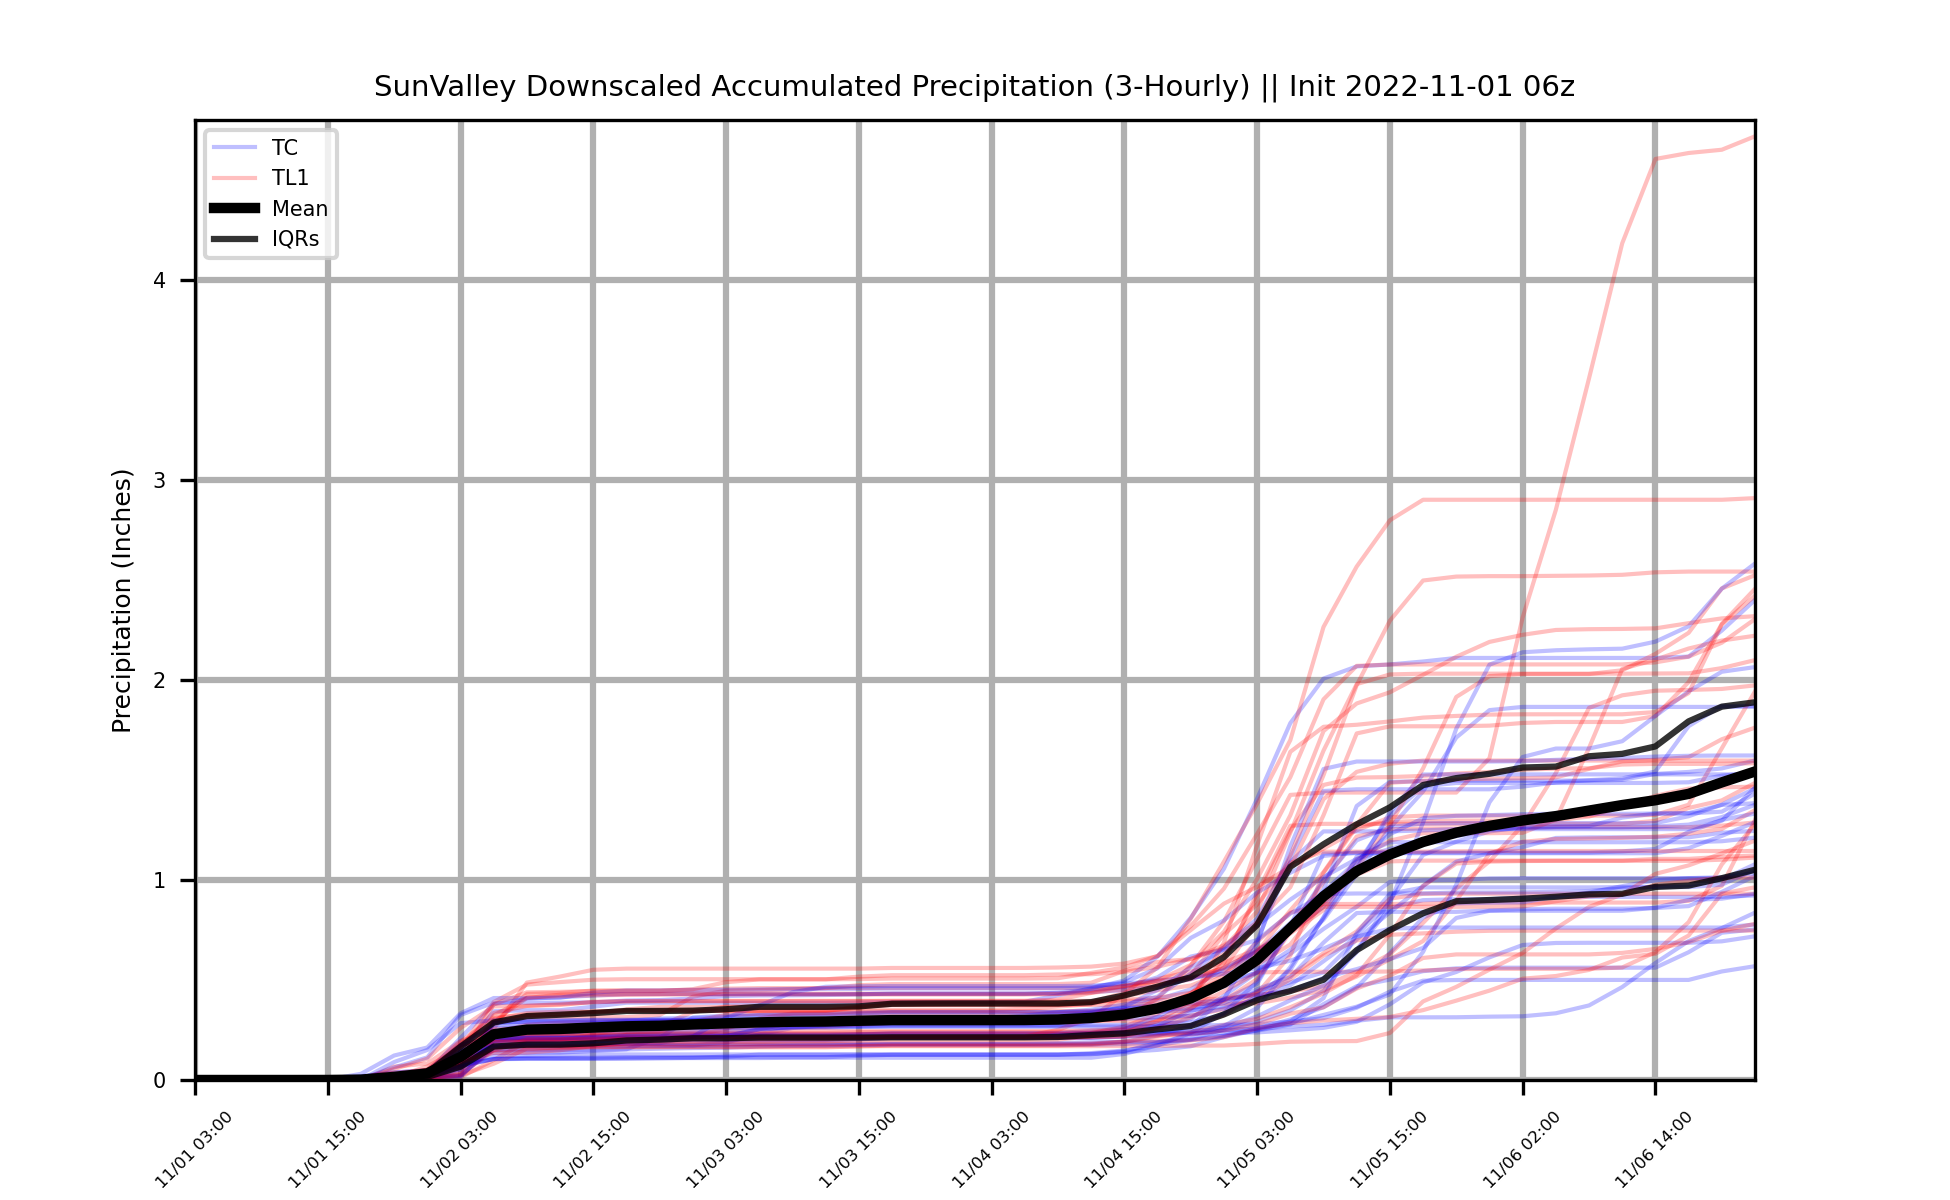 SunValley Downscaled Accumulated Precipitation (3-Hourly) || Init 2022-11-01 06z
TC
TL1
Mean
IQRs
Precipitation (Inches)
4
3
2
1
0
11/01 03:00
11/01 15:00
11/02 03:00
11/02 15:00
11/03 03:00
11/03 15:00
11/04 03:00
11/04 15:00
11/05 03:00
11/05 15:00
11/06 02:00
11/06 14:00